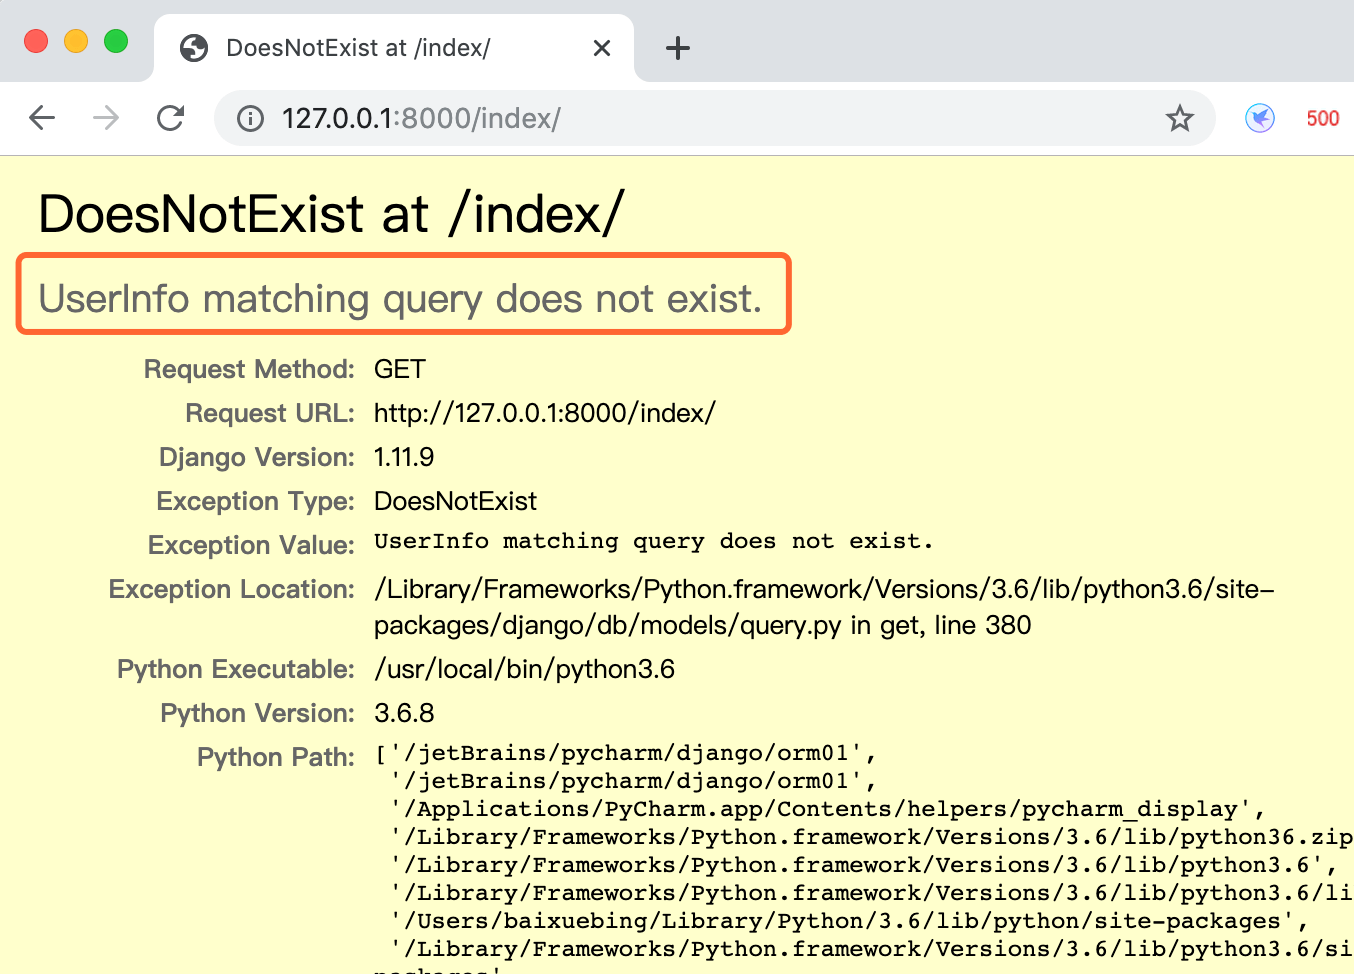 DoesNotExist at /index/
127.0.0.1:8000/index/
500
DoesNotExist at /index/
UserInfo matching query does not exist.
Request Method: GET
Request URL: http://127.0.0.1:8000/index/
Django Version: 1.11.9
Exception Type: DoesNotExist
Exception Value: UserInfo matching query does not exist.
Exception Location: /Library/Frameworks/Python.framework/Versions/3.6/lib/python3.6/site-
packages/django/db/models/query.py in get, line 380
Python Executable: /usr/local/bin/python3.6
Python Version: 3.6.8
Python Path: ['/jetBrains/pycharm/django/orm01',
'/jetBrains/pycharm/django/orm01',
'/Applications/PyCharm.app/Contents/helpers/pycharm_display',
'/Library/Frameworks/Python.framework/Versions/3.6/lib/python36.zip
'/Library/Frameworks/Python.framework/Versions/3.6/lib/python3.6',
'/Library/Frameworks/Python.framework/Versions/3.6/lib/python3.6/li
'/Users/baixuebing/Library/Python/3.6/lib/python/site-packages',
'/Library/Frameworks/Python.framework/Versions/3.6/lib/python3.6/si